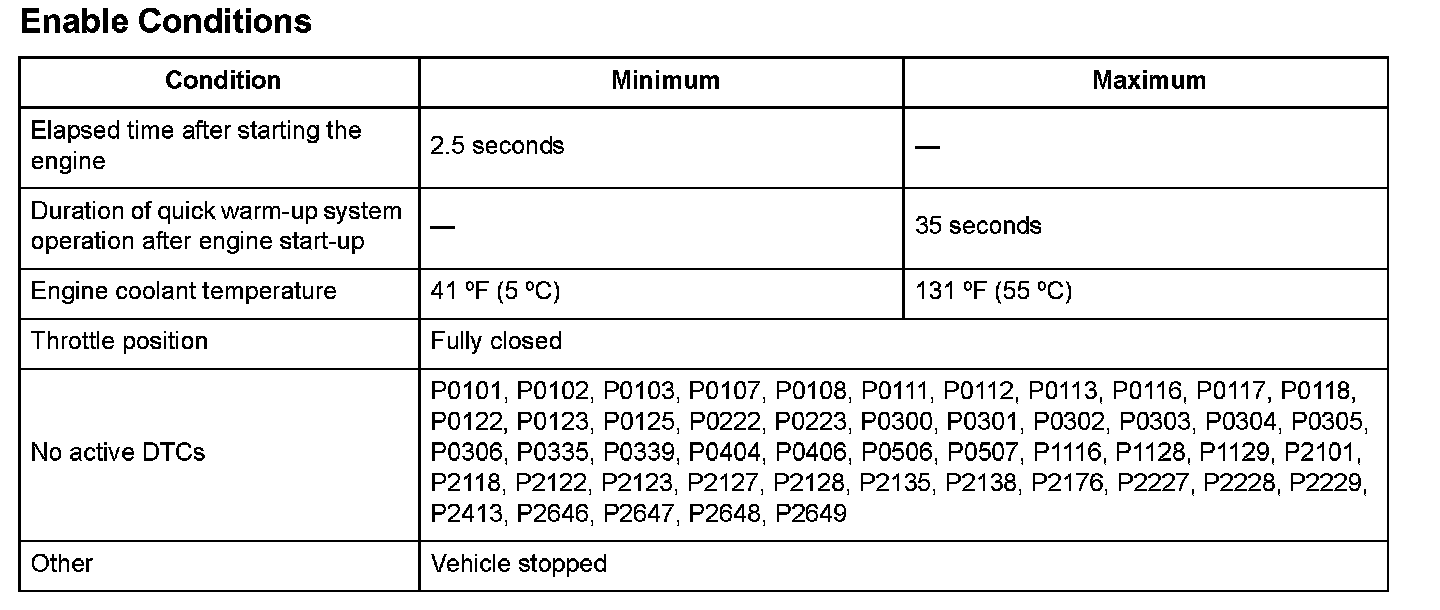 Enable Conditions
Condition Minimum Maximum
Elapsed time after starting the
engine
2.5 seconds —
Duration of quick warm-up system
operation after engine start-up
— 35 seconds
Engine coolant temperature 41 ºF (5 ºC) 131 ºF (55 ºC)
Throttle position Fully closed
No active DTCs
P0101, P0102, P0103, P0107, P0108, P0111, P0112, P0113, P0116, P0117, P0118,
P0122, P0123, P0125, P0222, P0223, P0300, P0301, P0302, P0303, P0304, P0305,
P0306, P0335, P0339, P0404, P0406, P0506, P0507, P1116, P1128, P1129, P2101,
P2118, P2122, P2123, P2127, P2128, P2135, P2138, P2176, P2227, P2228, P2229,
P2413, P2646, P2647, P2648, P2649
Other Vehicle stopped